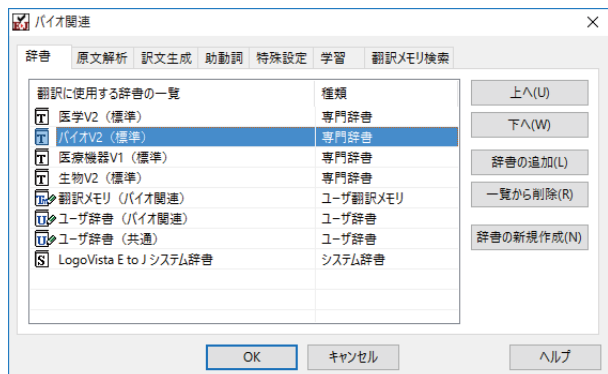 バイオ関連
辞書 原文解析 訳文生成 助動詞 特殊設定 学習 翻訳メモリ検索
翻訳に使用する辞書の一覧 種類
医学V2（標準） 専門辞書
バイオV2（標準） 専門辞書
医療機器V1（標準） 専門辞書
生物V2（標準） 専門辞書
翻訳メモリ（バイオ関連） ユーザ翻訳メモリ
ユーザ辞書（バイオ関連） ユーザ辞書
ユーザ辞書（共通） ユーザ辞書
LogoVista E to J システム辞書 システム辞書
上へ(U)
下へ(W)
辞書の追加(L)
一覧から削除(R)
辞書の新規作成(N)
OK キャンセル ヘルプ